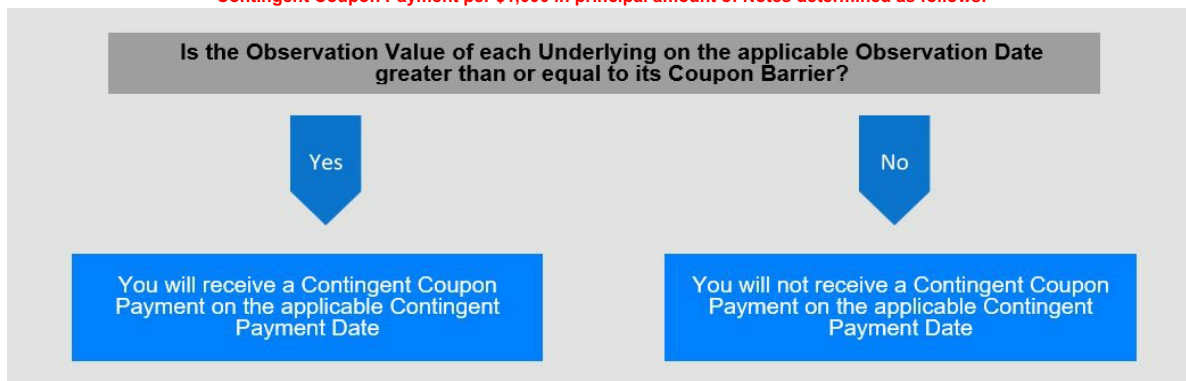 Contingent Coupon Payment per $1,000 in principal amount of Notes determined as follows:
Is the Observation Value of each Underlying on the applicable Observation Date
greater than or equal to its Coupon Barrier?
Yes
No
You will receive a Contingent Coupon
Payment on the applicable Contingent
Payment Date
You will not receive a Contingent Coupon
Payment on the applicable Contingent
Payment Date